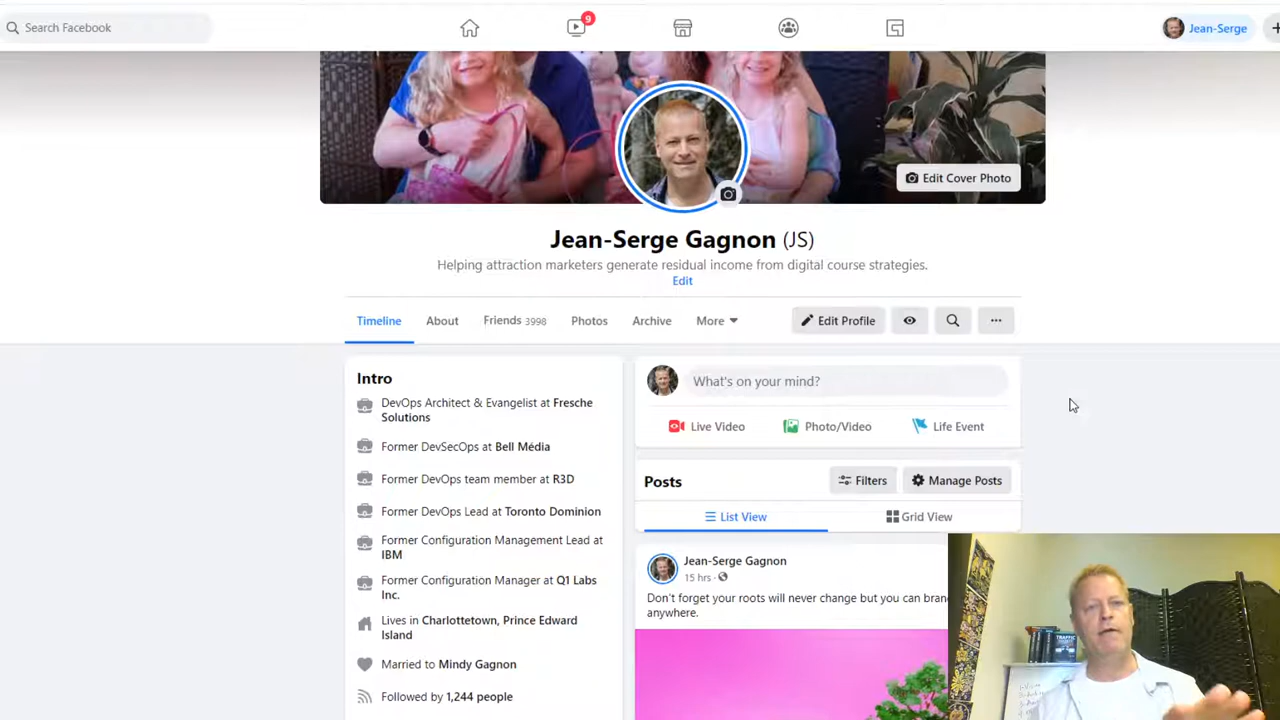 Search Facebook
9
Jean-Serge
Edit Cover Photo
Jean-Serge Gagnon (JS)
Helping attraction marketers generate residual income from digital course strategies.
Edit
Timeline
About
Friends 3998
Photos
Archive
More
Edit Profile
Intro
DevOps Architect & Evangelist at Fresche
Solutions
Former DevSecOps at Bell Média
Former DevOps team member at R3D
Former DevOps Lead at Toronto Dominion
Former Configuration Management Lead at
IBM
Former Configuration Manager at Q1 Labs
Inc.
Lives in Charlottetown, Prince Edward
Island
Married to Mindy Gagnon
Followed by 1,244 people
What's on your mind?
Live Video
Photo/Video
Life Event
Posts
Filters
Manage Posts
List View
Grid View
Jean-Serge Gagnon
15 hrs ·
Don't forget your roots will never change but you can
anywhere.
TRAFFIC